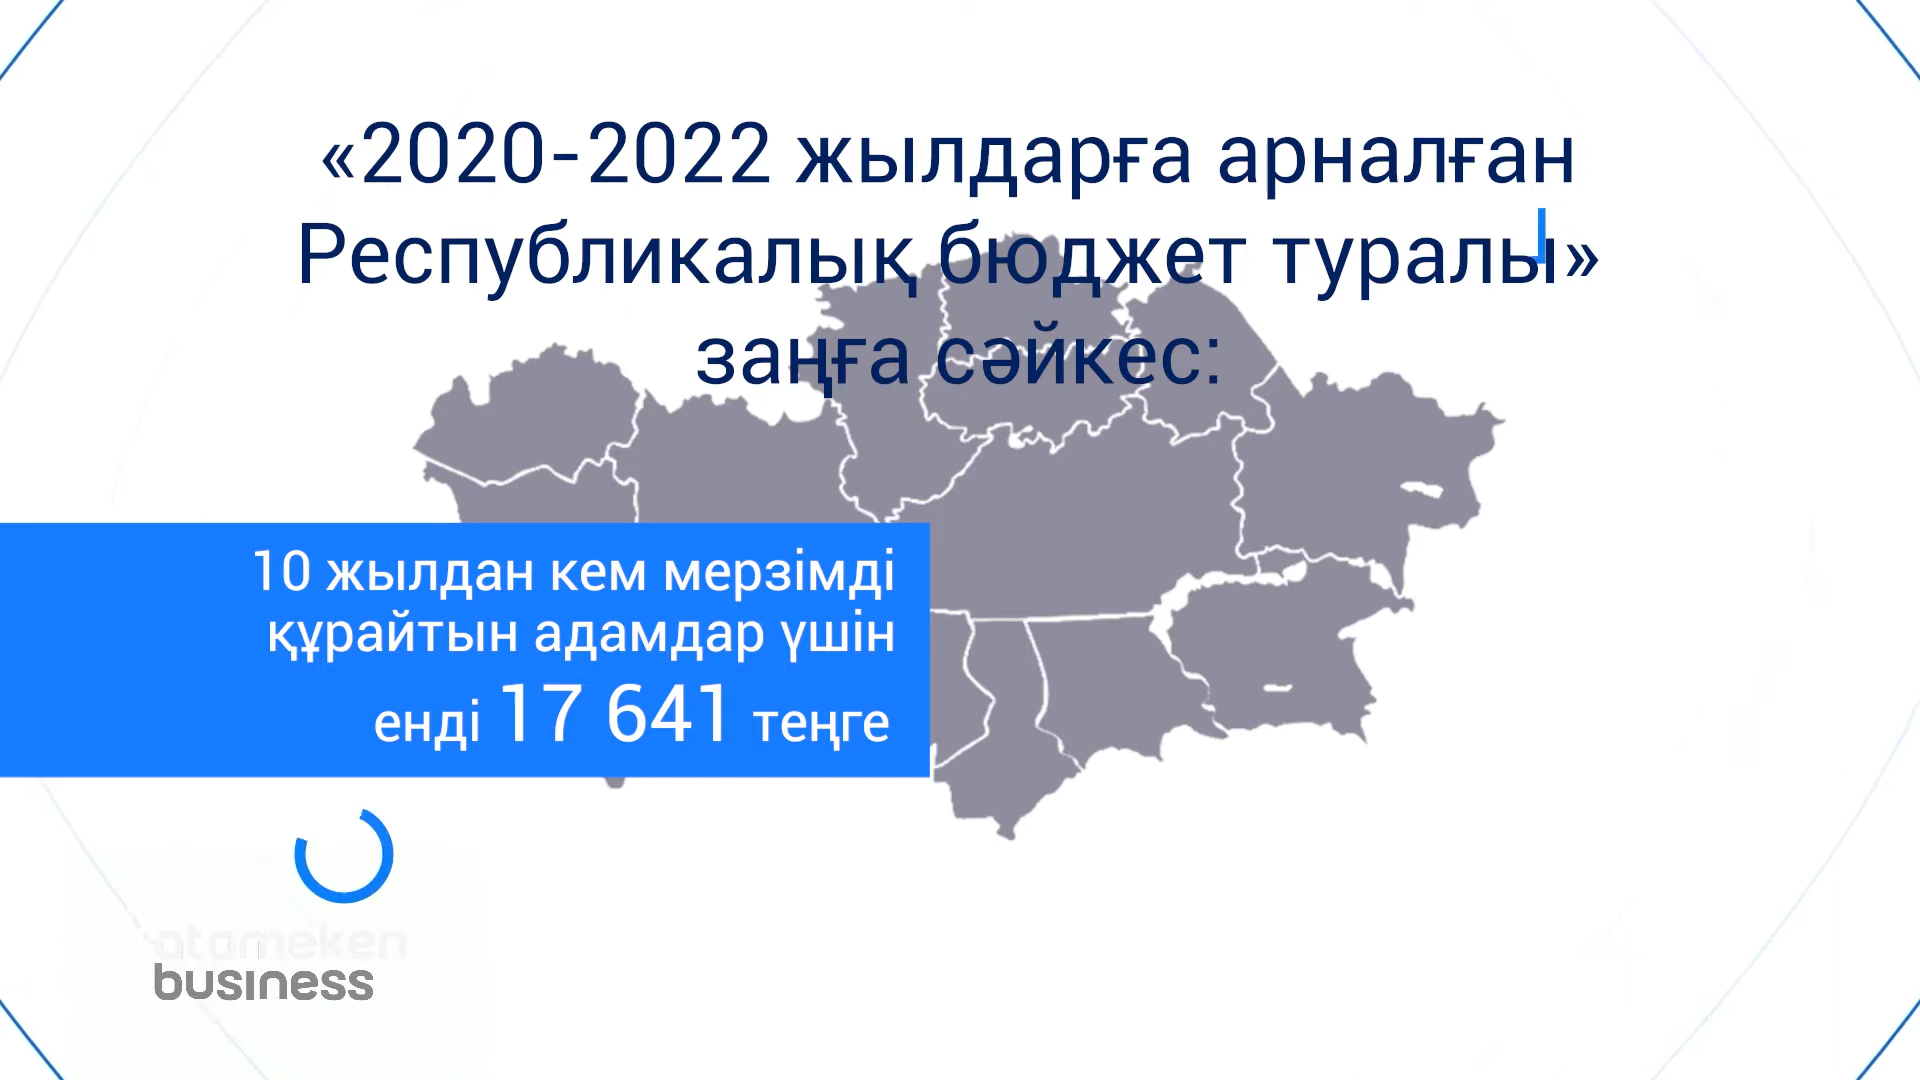 «2020-2022 жылдарға арналған
Республикалық бюджет туралы»
заңға сәйкес:
10 жылдан кем мерзімді
құрайтын адамдар үшін
енді 17 641 теңге
atameken
business